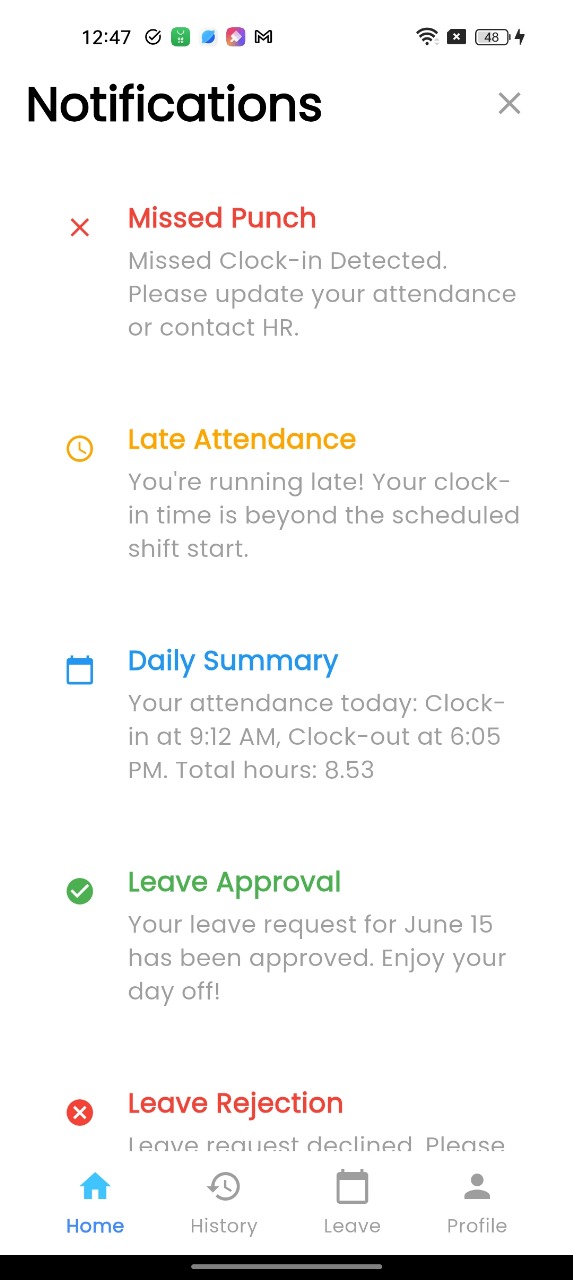 12:47
48
Notifications
Missed Punch
Missed Clock-in Detected.
Please update your attendance
or contact HR.
Late Attendance
You're running late! Your clock-
in time is beyond the scheduled
shift start.
Daily Summary
Your attendance today: Clock-
in at 9:12 AM, Clock-out at 6:05
PM. Total hours: 8.53
Leave Approval
Your leave request for June 15
has been approved. Enjoy your
day off!
Leave Rejection
Leave request declined. Please
Home History Leave Profile